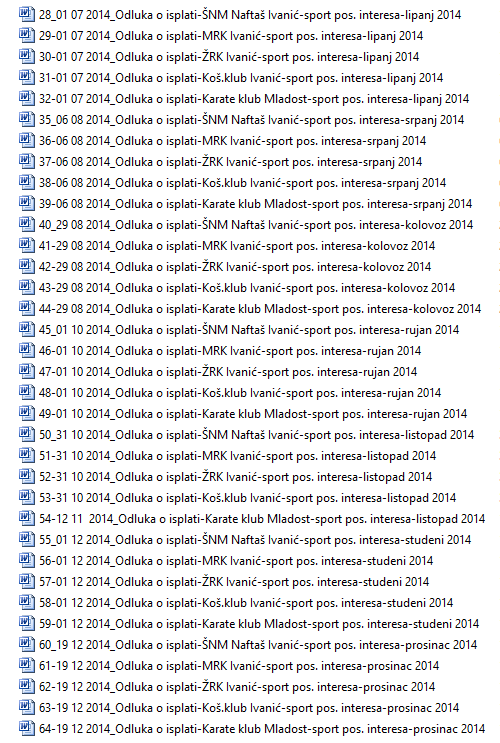 28_01 07 2014_Odluka o isplati-ŠNM Naftaš Ivanić-sport pos. interesa-lipanj 2014
29-01 07 2014_Odluka o isplati-MRK Ivanić-sport pos. interesa-lipanj 2014
30-01 07 2014_Odluka o isplati-ŽRK Ivanić-sport pos. interesa-lipanj 2014
31-01 07 2014_Odluka o isplati-Koš.klub Ivanić-sport pos. interesa-lipanj 2014
32-01 07 2014_Odluka o isplati-Karate klub Mladost-sport pos. interesa-lipanj 2014
35_06 08 2014_Odluka o isplati-ŠNM Naftaš Ivanić-sport pos. interesa-srpanj 2014
36-06 08 2014_Odluka o isplati-MRK Ivanić-sport pos. interesa-srpanj 2014
37-06 08 2014_Odluka o isplati-ŽRK Ivanić-sport pos. interesa-srpanj 2014
38-06 08 2014_Odluka o isplati-Koš.klub Ivanić-sport pos. interesa-srpanj 2014
39-06 08 2014_Odluka o isplati-Karate klub Mladost-sport pos. interesa-srpanj 2014
40_29 08 2014_Odluka o isplati-ŠNM Naftaš Ivanić-sport pos. interesa-kolovoz 2014
41-29 08 2014_Odluka o isplati-MRK Ivanić-sport pos. interesa-kolovoz 2014
42-29 08 2014_Odluka o isplati-ŽRK Ivanić-sport pos. interesa-kolovoz 2014
43-29 08 2014_Odluka o isplati-Koš.klub Ivanić-sport pos. interesa-kolovoz 2014
44-29 08 2014_Odluka o isplati-Karate klub Mladost-sport pos. interesa-kolovoz 2014
45_01 10 2014_Odluka o isplati-ŠNM Naftaš Ivanić-sport pos. interesa-rujan 2014
46-01 10 2014_Odluka o isplati-MRK Ivanić-sport pos. interesa-rujan 2014
47-01 10 2014_Odluka o isplati-ŽRK Ivanić-sport pos. interesa-rujan 2014
48-01 10 2014_Odluka o isplati-Koš.klub Ivanić-sport pos. interesa-rujan 2014
49-01 10 2014_Odluka o isplati-Karate klub Mladost-sport pos. interesa-rujan 2014
50_31 10 2014_Odluka o isplati-ŠNM Naftaš Ivanić-sport pos. interesa-listopad 2014
51-31 10 2014_Odluka o isplati-MRK Ivanić-sport pos. interesa-listopad 2014
52-31 10 2014_Odluka o isplati-ŽRK Ivanić-sport pos. interesa-listopad 2014
53-31 10 2014_Odluka o isplati-Koš.klub Ivanić-sport pos. interesa-listopad 2014
54-12 11  2014_Odluka o isplati-Karate klub Mladost-sport pos. interesa-listopad 2014
55_01 12 2014_Odluka o isplati-ŠNM Naftaš Ivanić-sport pos. interesa-studeni 2014
56-01 12 2014_Odluka o isplati-MRK Ivanić-sport pos. interesa-studeni 2014
57-01 12 2014_Odluka o isplati-ŽRK Ivanić-sport pos. interesa-studeni 2014
58-01 12 2014_Odluka o isplati-Koš.klub Ivanić-sport pos. interesa-studeni 2014
59-01 12 2014_Odluka o isplati-Karate klub Mladost-sport pos. interesa-studeni 2014
60_19 12 2014_Odluka o isplati-ŠNM Naftaš Ivanić-sport pos. interesa-prosinac 2014
61-19 12 2014_Odluka o isplati-MRK Ivanić-sport pos. interesa-prosinac 2014
62-19 12 2014_Odluka o isplati-ŽRK Ivanić-sport pos. interesa-prosinac 2014
63-19 12 2014_Odluka o isplati-Koš.klub Ivanić-sport pos. interesa-prosinac 2014
64-19 12 2014_Odluka o isplati-Karate klub Mladost-sport pos. interesa-prosinac 2014